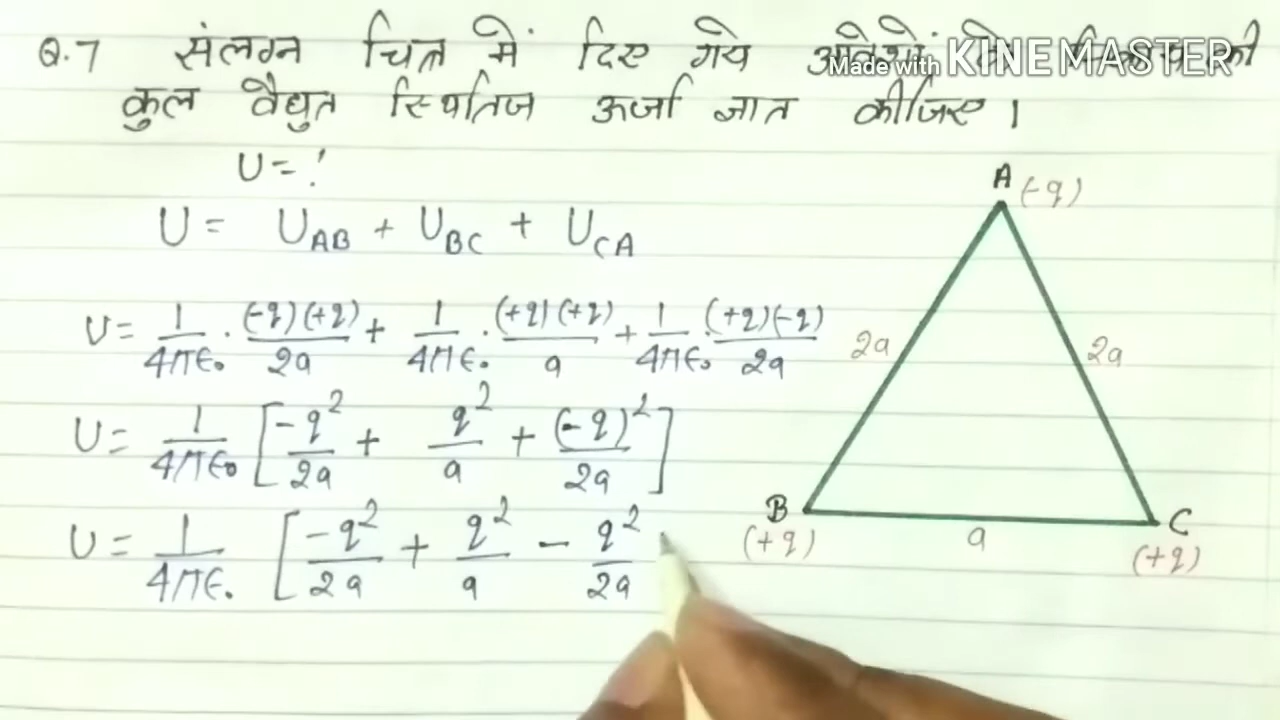 Q.7 संलग्न चित्र में दिए गये आवेशों की
कुल वैद्युत स्थितिज ऊर्जा ज्ञात कीजिए ।
Made with KINEMASTER
U = ?
U = U_AB + U_BC + U_CA
U = 1/4πϵ₀ . (-q)(+q)/2a + 1/4πϵ₀ . (+q)(+q)/a + 1/4πϵ₀ . (+q)(-q)/2a
U = 1/4πϵ₀ [ -q²/2a + q²/a + (-q)²/2a ]
U = 1/4πϵ₀ [ -q²/2a + q²/a - q²/2a
A (-q)
2a
2a
B
C
(+q)
a
(+q)